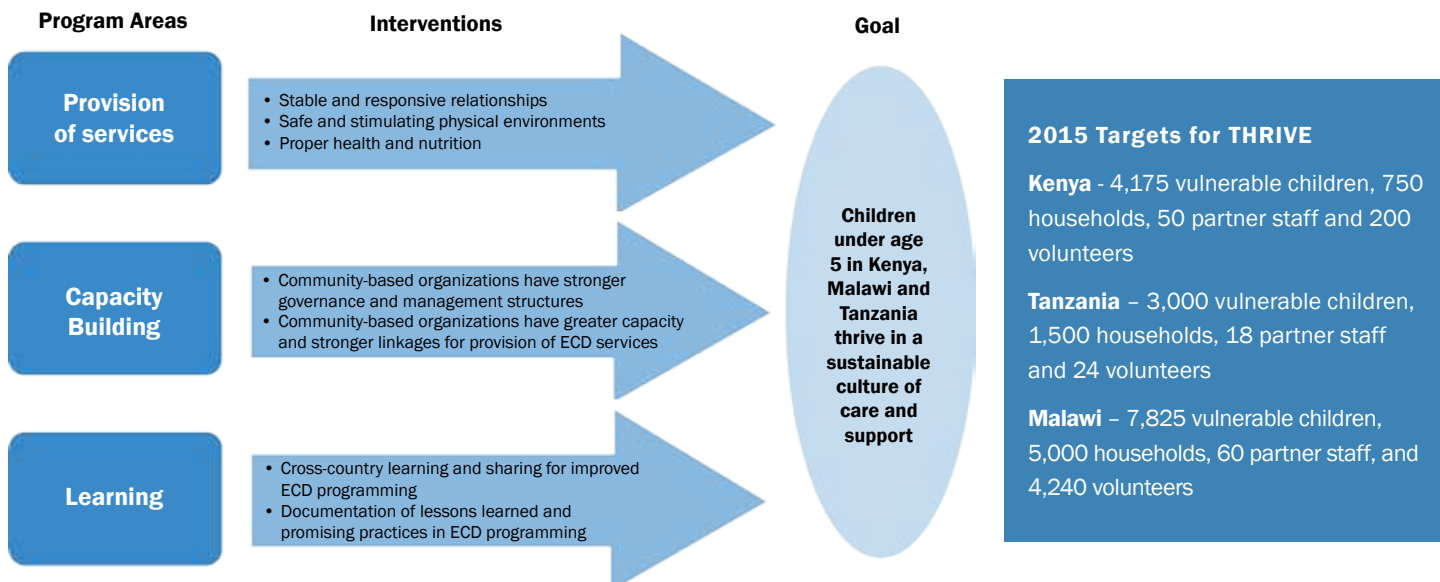 Program Areas
Interventions
Goal
Provision
of services
• Stable and responsive relationships
• Safe and stimulating physical environments
• Proper health and nutrition
Capacity
Building
• Community-based organizations have stronger
governance and management structures
• Community-based organizations have greater capacity
and stronger linkages for provision of ECD services
Learning
• Cross-country learning and sharing for improved
ECD programming
• Documentation of lessons learned and
promising practices in ECD programming
Children
under age
5 in Kenya,
Malawi and
Tanzania
thrive in a
sustainable
culture of
care and
support
2015 Targets for THRIVE
Kenya - 4,175 vulnerable children, 750
households, 50 partner staff and 200
volunteers
Tanzania – 3,000 vulnerable children,
1,500 households, 18 partner staff
and 24 volunteers
Malawi – 7,825 vulnerable children,
5,000 households, 60 partner staff, and
4,240 volunteers